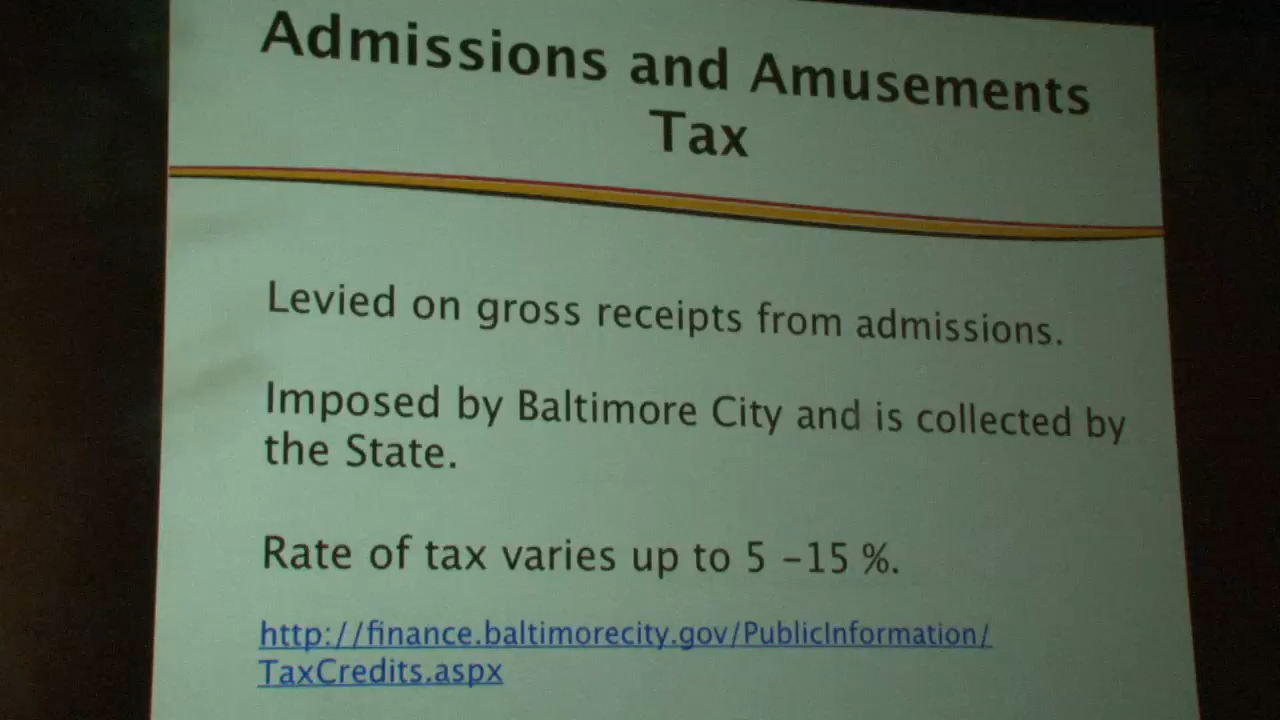 Admissions and Amusements
Tax
Levied on gross receipts from admissions.
Imposed by Baltimore City and is collected by
the State.
Rate of tax varies up to 5 -15 %.
http://finance.baltimorecity.gov/PublicInformation/
TaxCredits.aspx